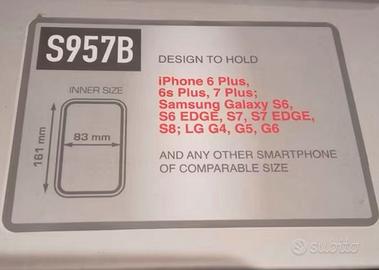 S957B
INNER SIZE
161 mm
83 mm
DESIGN TO HOLD
iPhone 6 Plus,
6s Plus, 7 Plus;
Samsung Galaxy S6,
S6 EDGE, S7, S7 EDGE,
S8; LG G4, G5, G6
AND ANY OTHER SMARTPHONE
OF COMPARABLE SIZE
subito